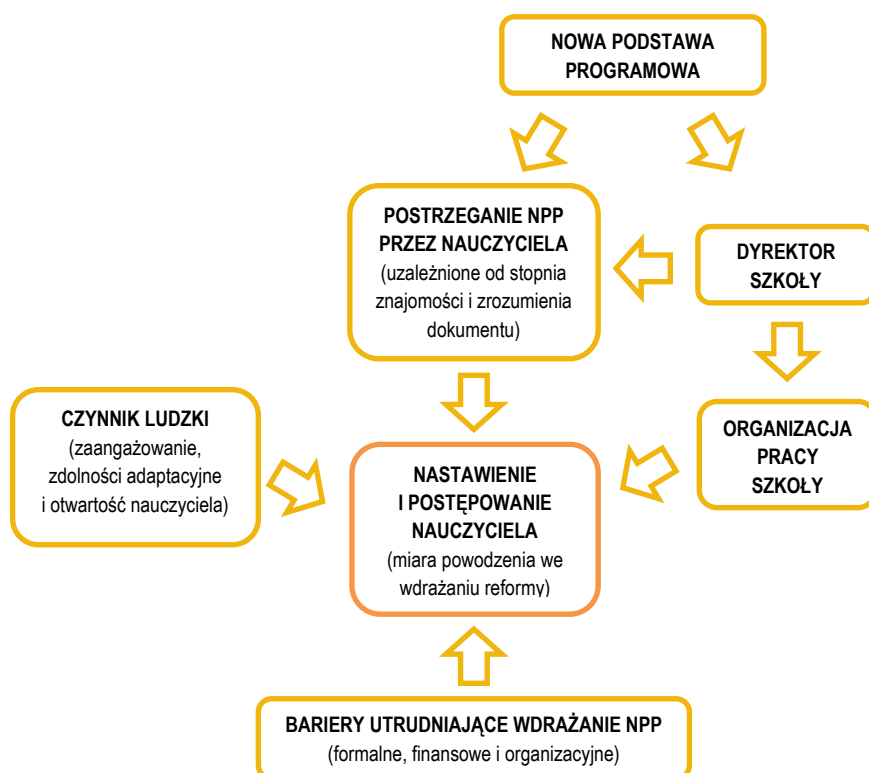 NOWA PODSTAWA
PROGRAMOWA
POSTRZEGANIE NPP
PRZEZ NAUCZYCIELA
(uzależnione od stopnia
znajomości i zrozumienia
dokumentu)
DYREKTOR
SZKOŁY
CZYNNIK LUDZKI
(zaangażowanie,
zdolności adaptacyjne
i otwartość nauczyciela)
NASTAWIENIE
I POSTĘPOWANIE
NAUCZYCIELA
(miara powodzenia we
wdrażaniu reformy)
ORGANIZACJA
PRACY
SZKOŁY
BARIERY UTRUDNIAJĄCE WDRAŻANIE NPP
(formalne, finansowe i organizacyjne)